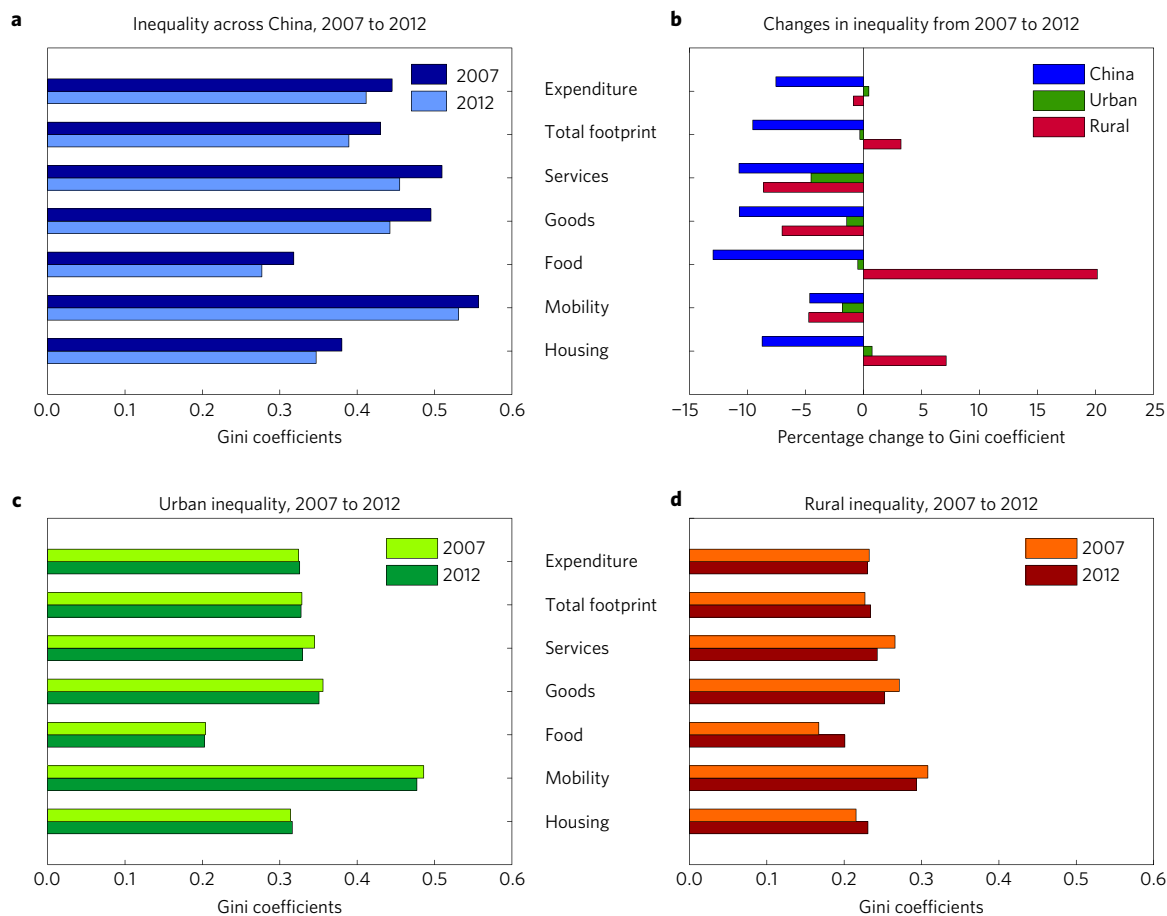 a
Inequality across China, 2007 to 2012
2007
2012
Expenditure
Total footprint
Services
Goods
Food
Mobility
Housing
0.0 0.1 0.2 0.3 0.4 0.5 0.6
Gini coefficients
b
Changes in inequality from 2007 to 2012
China
Urban
Rural
−15 −10 −5 0 5 10 15 20 25
Percentage change to Gini coefficient
c
Urban inequality, 2007 to 2012
2007
2012
Expenditure
Total footprint
Services
Goods
Food
Mobility
Housing
0.0 0.1 0.2 0.3 0.4 0.5 0.6
Gini coefficients
d
Rural inequality, 2007 to 2012
2007
2012
0.0 0.1 0.2 0.3 0.4 0.5 0.6
Gini coefficients